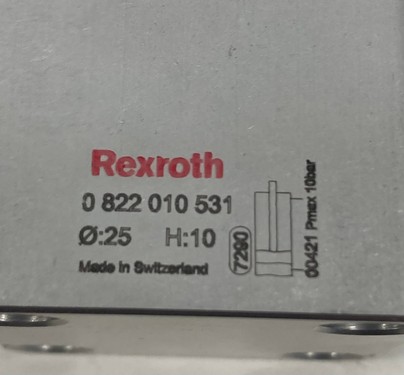 Rexroth
0 822 010 531
Ø:25 H:10
Made in Switzerland
7290
00421 Pmax 10bar